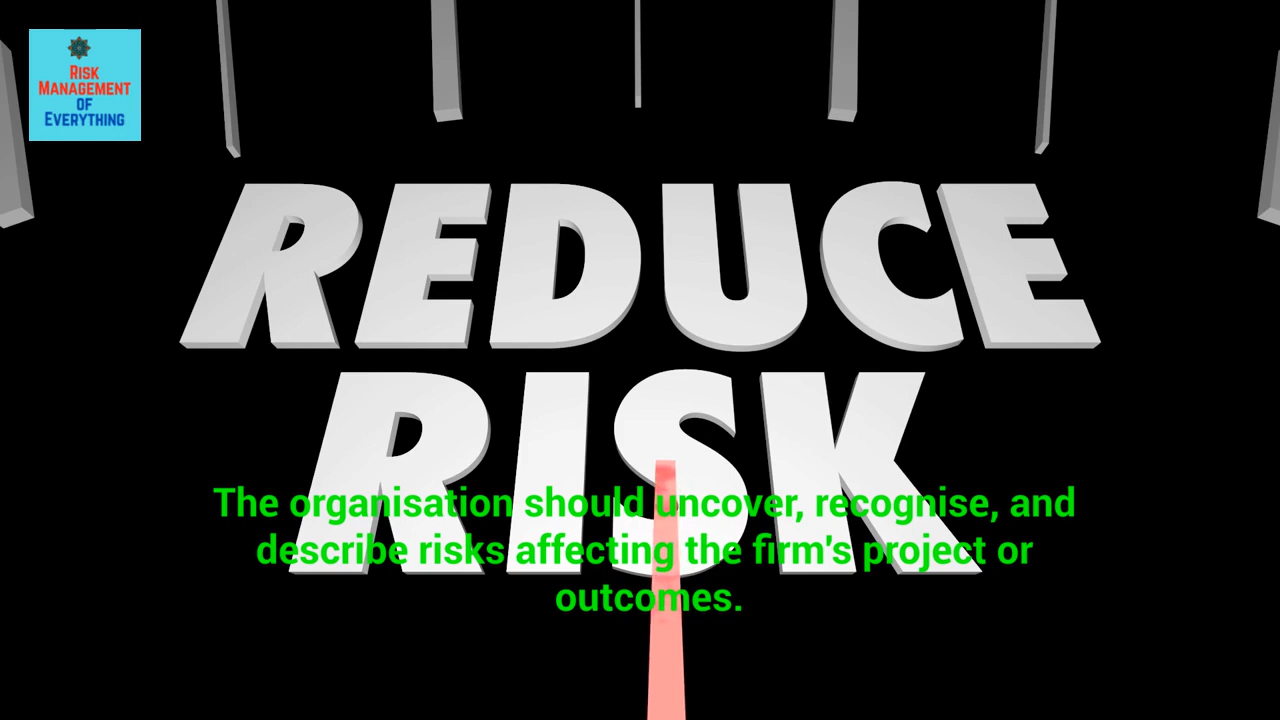 RISK
MANAGEMENT
OF
EVERYTHING
REDUCE
RISK
The organisation should uncover, recognise, and
describe risks affecting the firm's project or
outcomes.